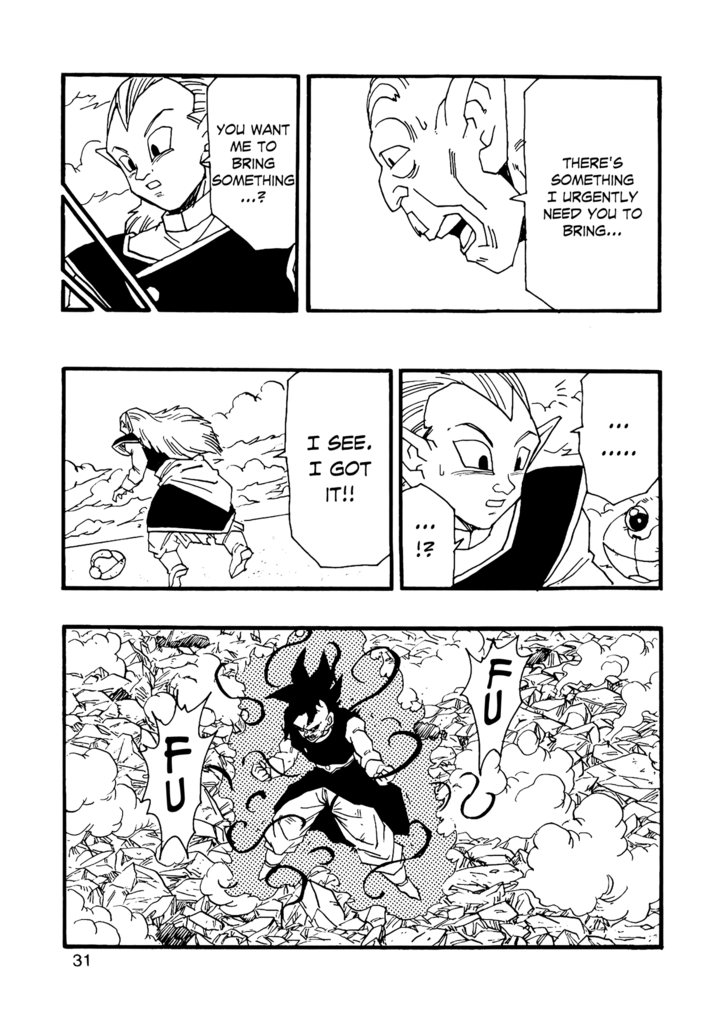 THERE'S
SOMETHING
I URGENTLY
NEED YOU TO
BRING...
YOU WANT
ME TO
BRING
SOMETHING
...?
...
.....
...
!?
I SEE.
I GOT
IT!!
FU
FU
31